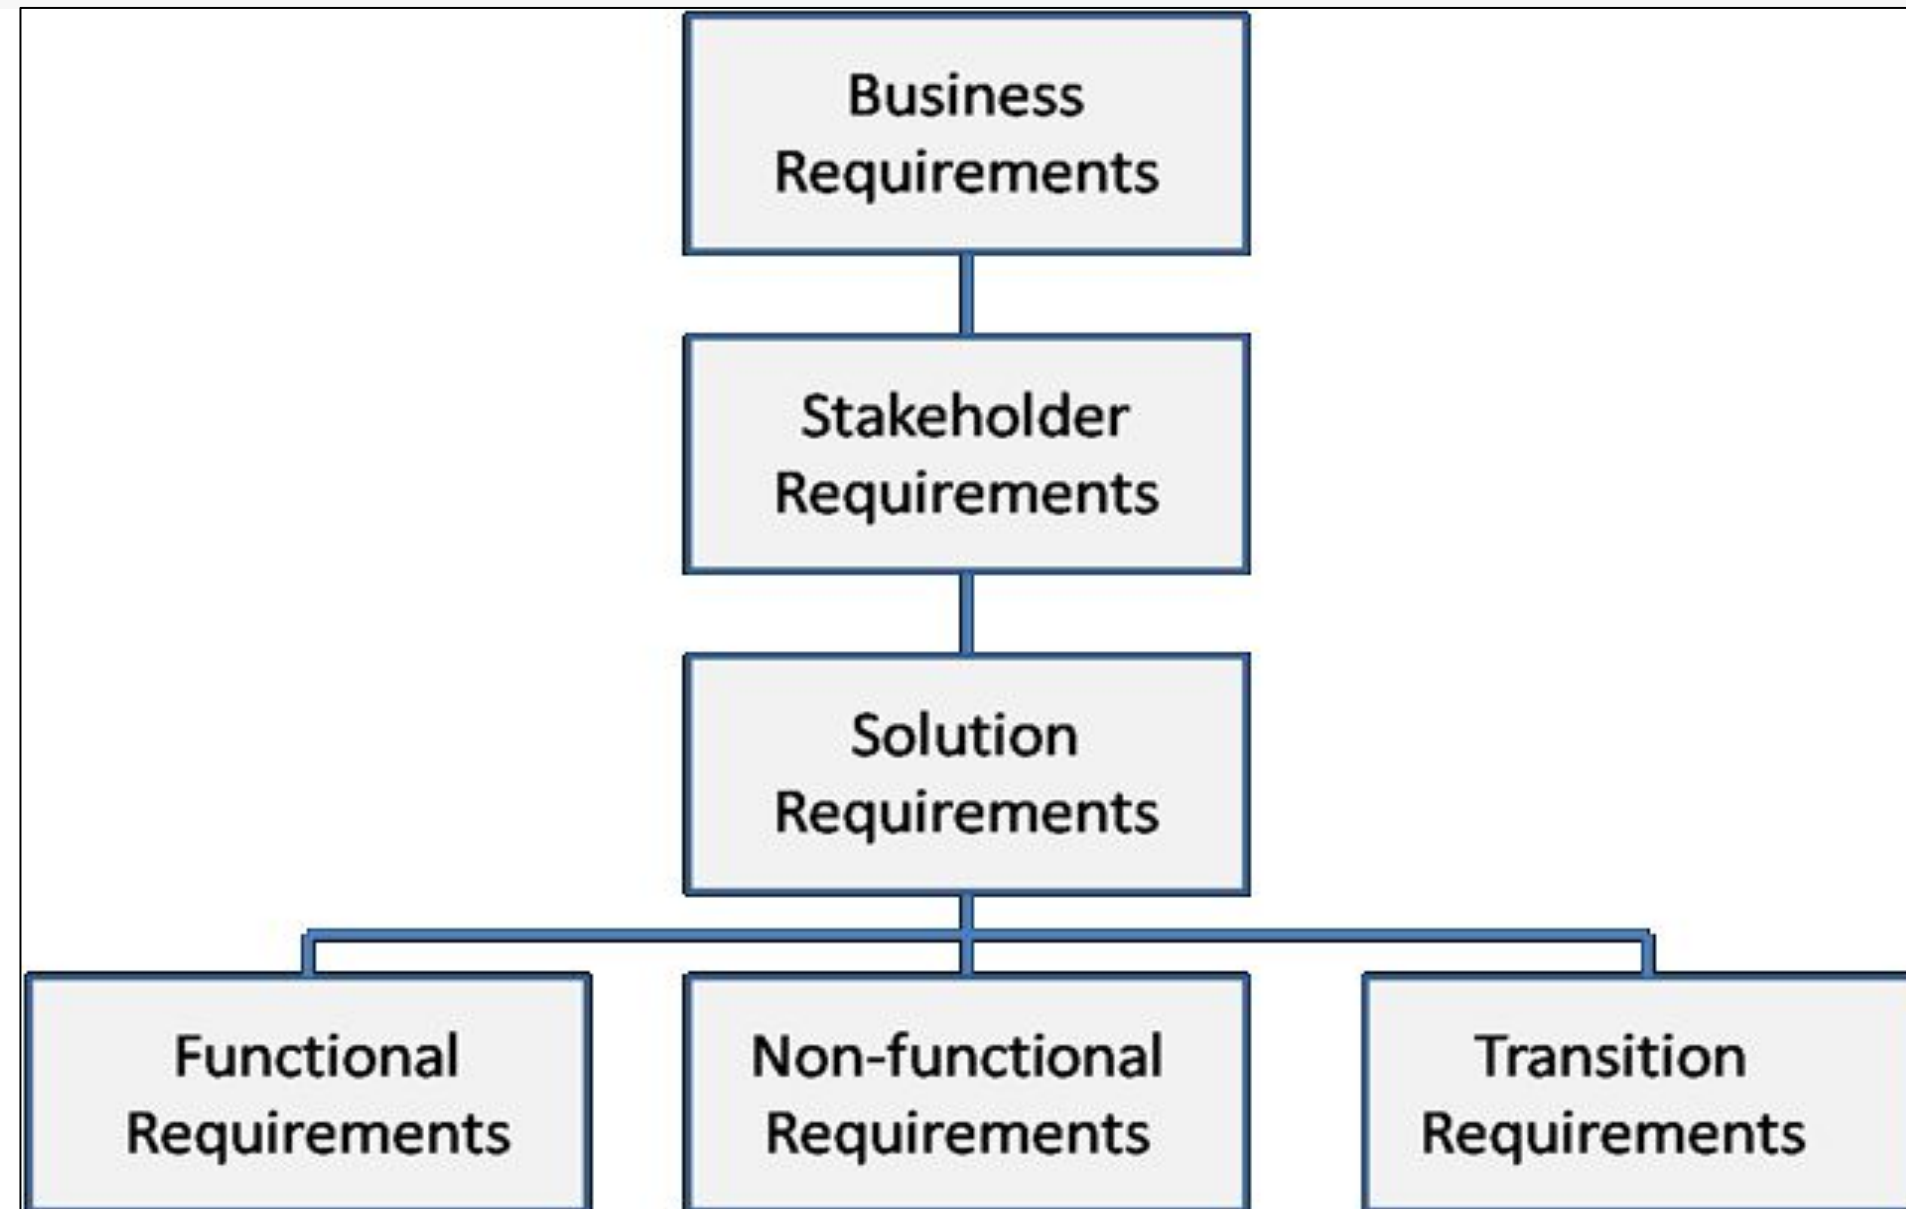 Business
Requirements
Stakeholder
Requirements
Solution
Requirements
Functional
Requirements
Non-functional
Requirements
Transition
Requirements